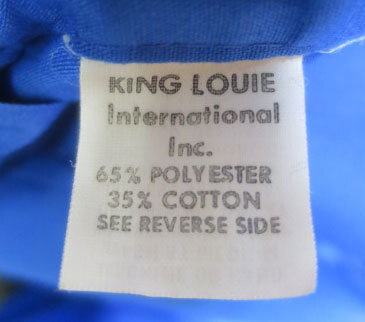 KING LOUIE
International
Inc.
65% POLYESTER
35% COTTON
SEE REVERSE SIDE